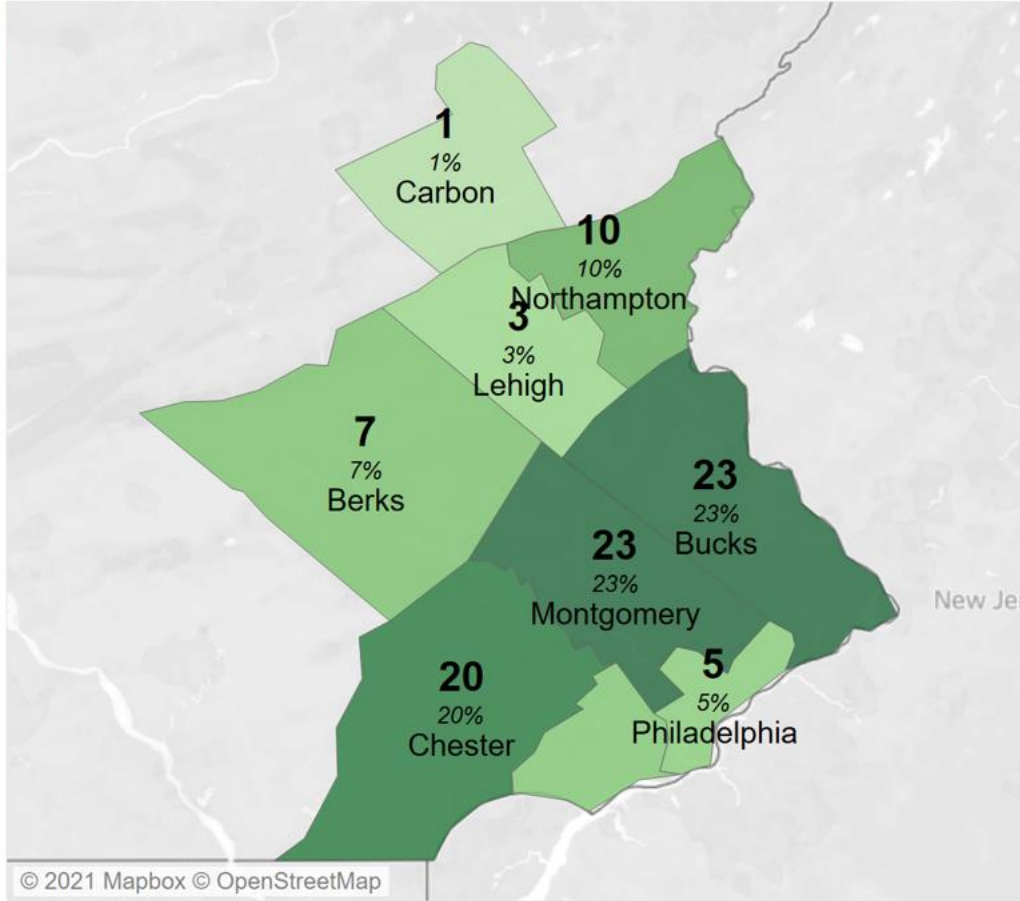 1
1%
Carbon
10
10%
Northampton
3
3%
Lehigh
7
7%
Berks
23
23%
Bucks
23
23%
Montgomery
New Je
20
20%
Chester
5
5%
Philadelphia
© 2021 Mapbox © OpenStreetMap